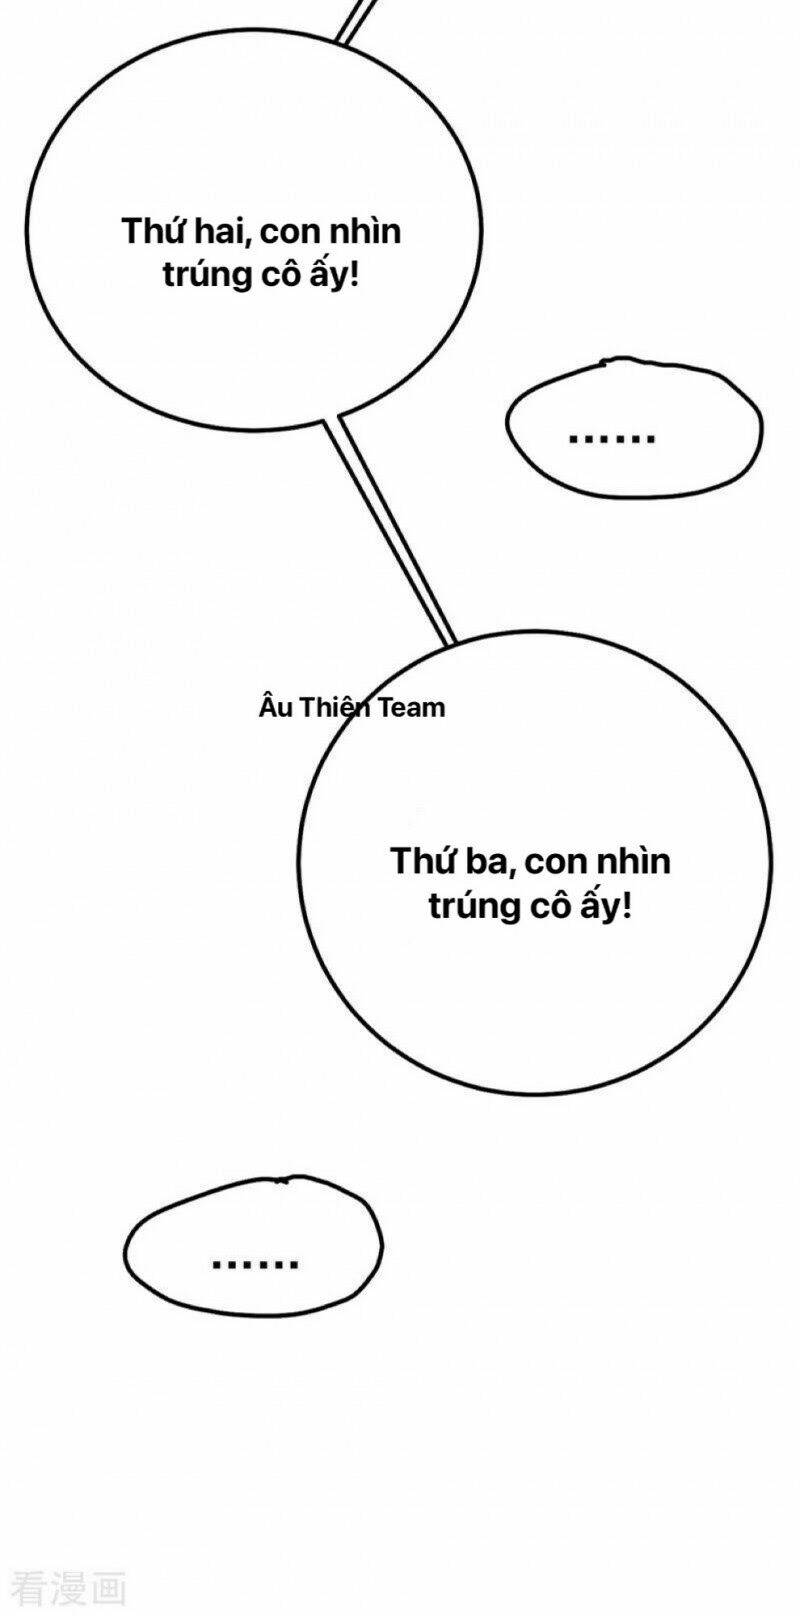 Thứ hai, con nhìn
trúng cô ấy!
......
Âu Thiên Team
Thứ ba, con nhìn
trúng cô ấy!
......
看漫画